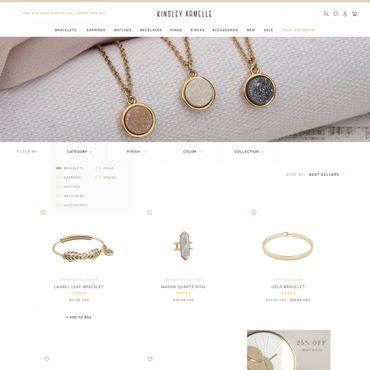 KINSLEY ARMELLE
BRACELETS EARRINGS WATCHES NECKLACES RINGS STACKS ACCESSORIES NEW SALE SHOP INSTAGRAM
FILTER BY: CATEGORY FINISH COLOR COLLECTION
BRACELETS RINGS
EARRINGS STACKS
WATCHES
NECKLACES
ACCESSORIES
SORT BY: BEST SELLERS
LAUREL LEAF BRACELET
MAGNA QUARTZ RING
GOLD BRACELET
+ ADD TO BAG
25% OFF